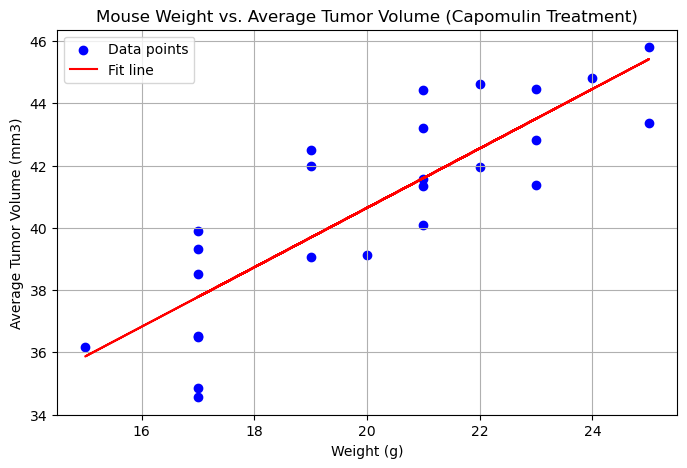 Mouse Weight vs. Average Tumor Volume (Capomulin Treatment)
Data points
Fit line
Average Tumor Volume (mm3)
46
44
42
40
38
36
34
16 18 20 22 24
Weight (g)